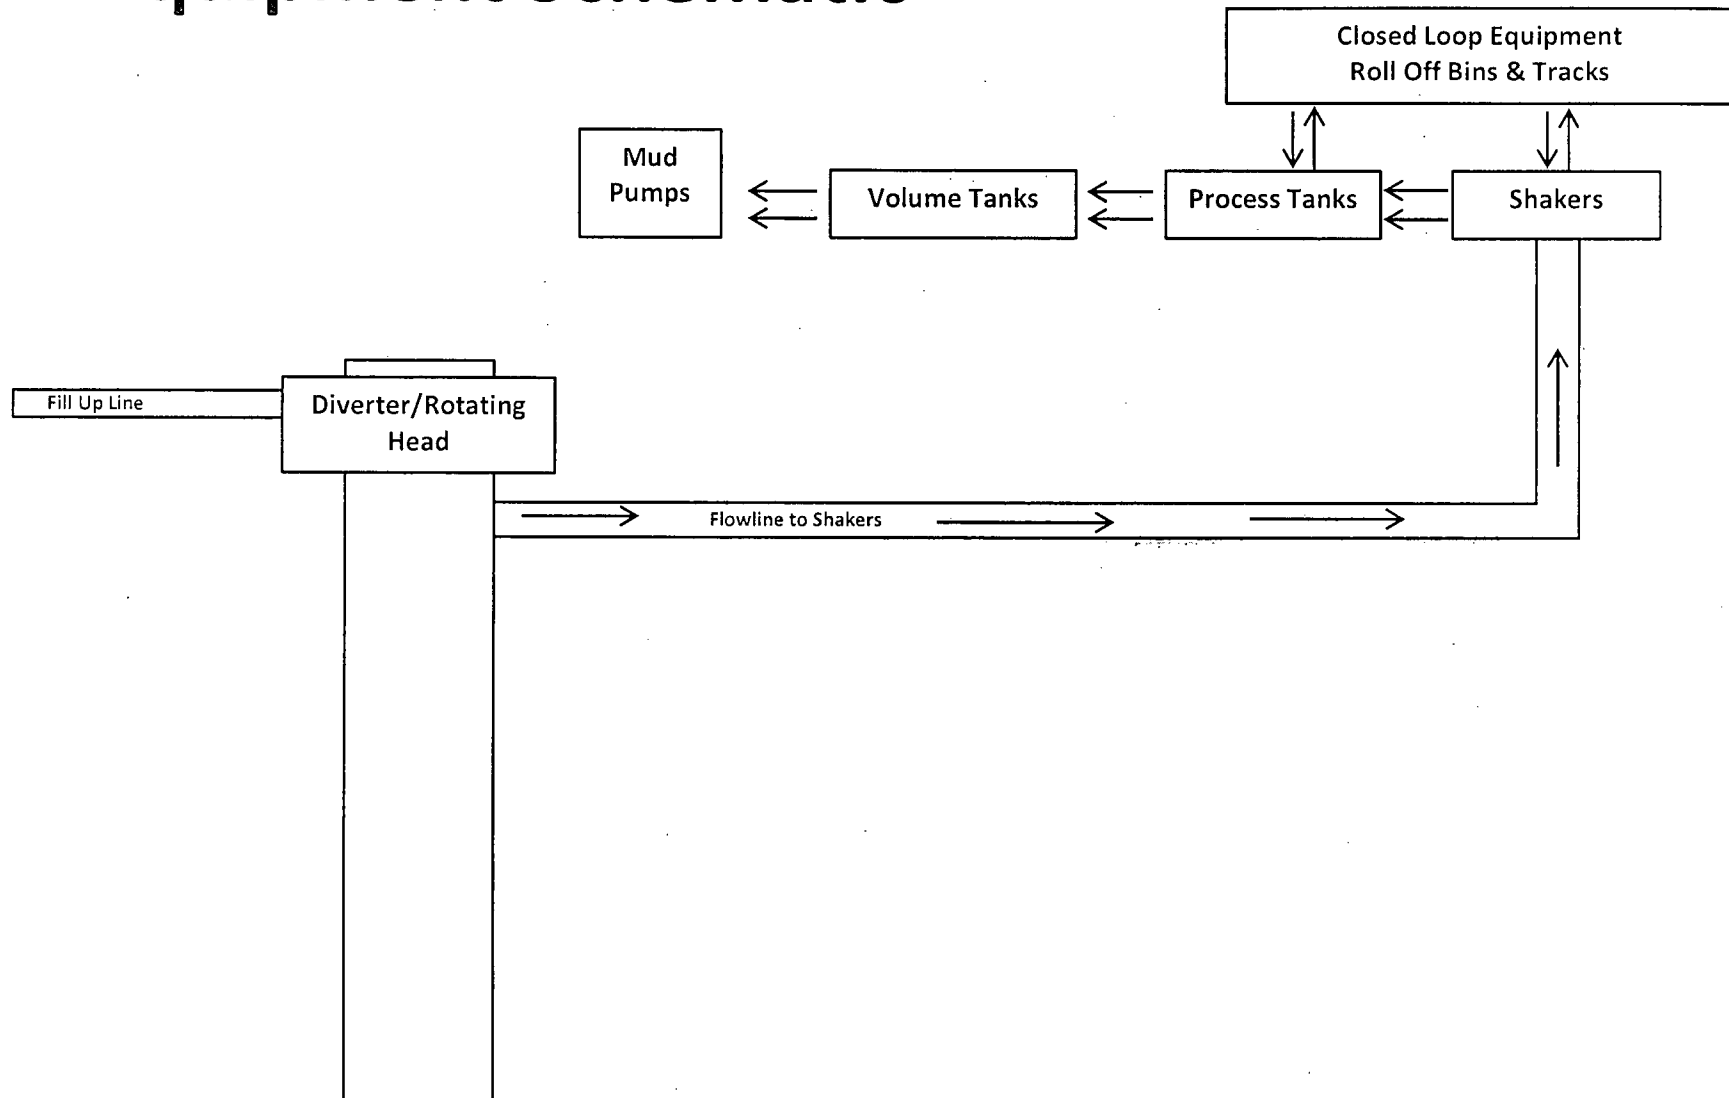 Schematic
Closed Loop Equipment
Roll Off Bins & Tracks
Mud
Pumps
Volume Tanks
Process Tanks
Shakers
Fill Up Line
Diverter/Rotating
Head
Flowline to Shakers